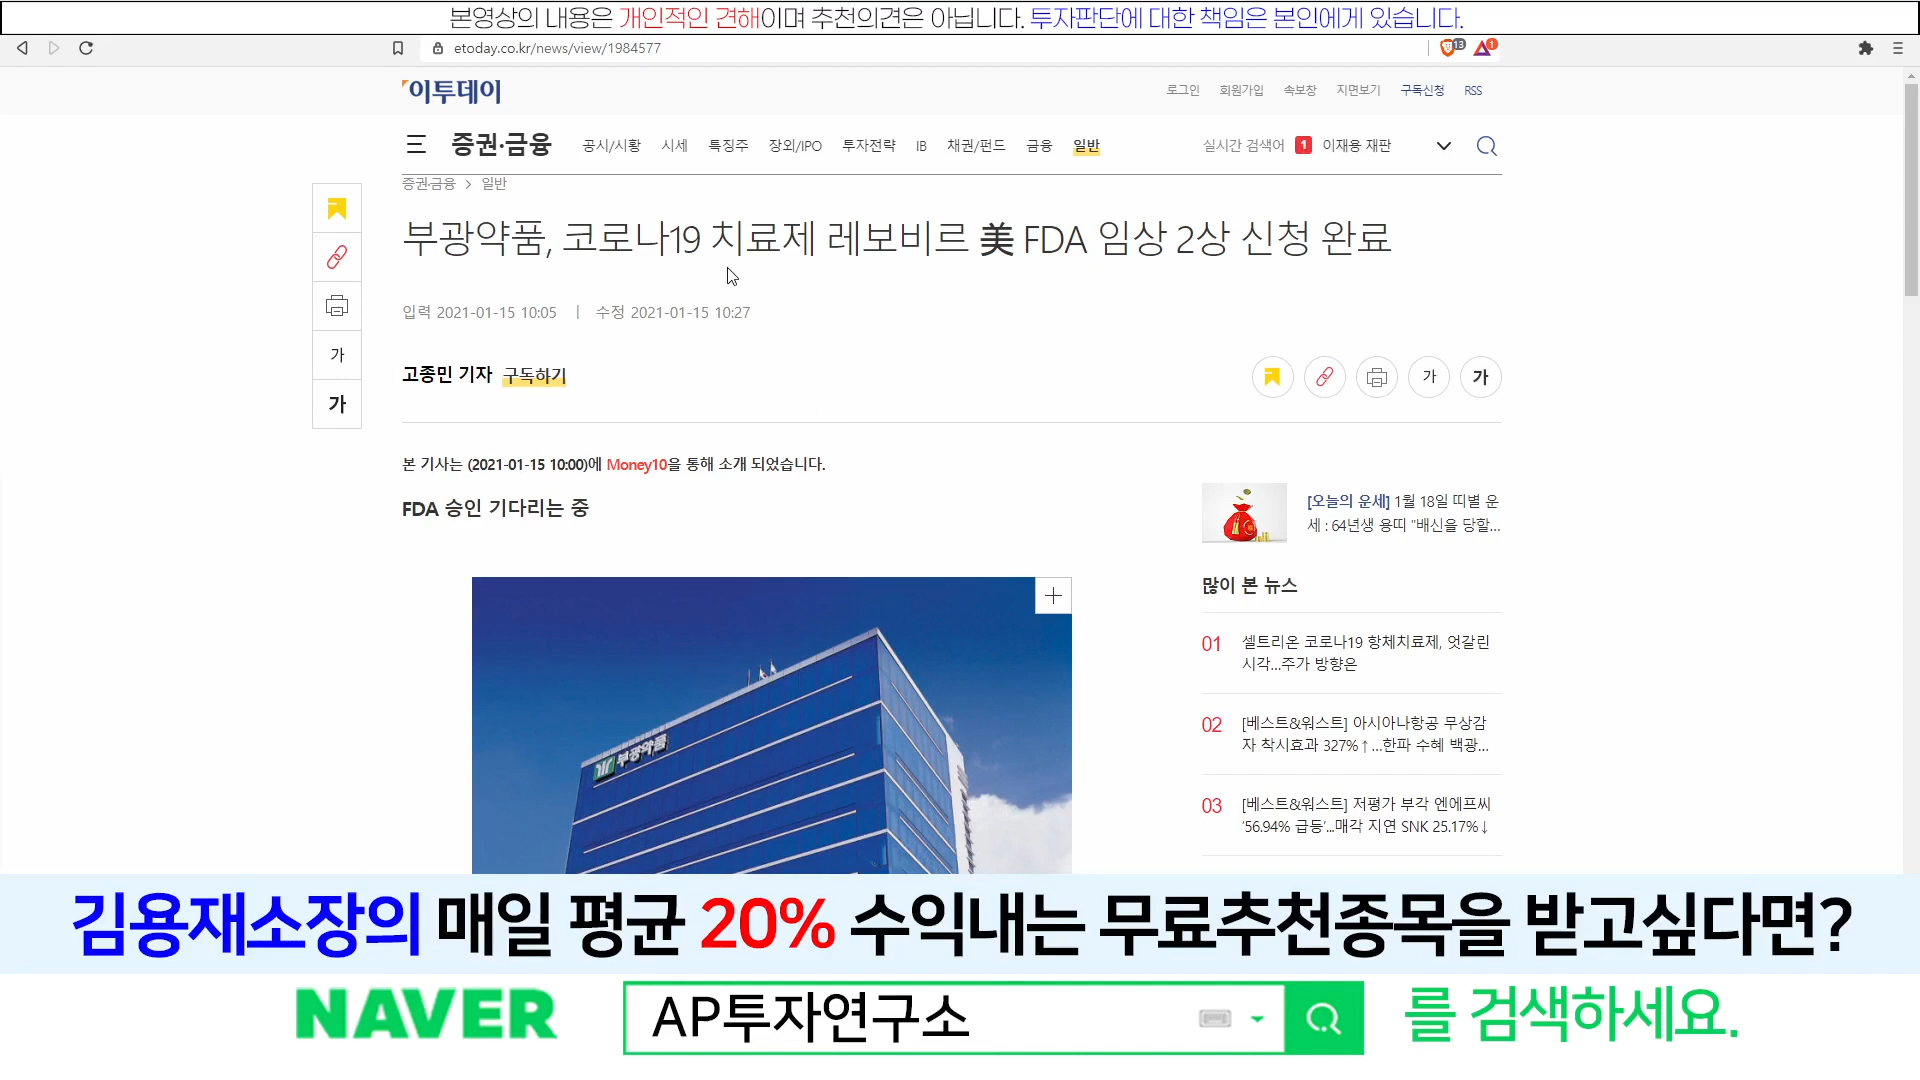 본영상의 내용은 개인적인 견해이며 추천의견은 아닙니다. 투자판단에 대한 책임은 본인에게 있습니다.
etoday.co.kr/news/view/1984577
13
1
이투데이
로그인 회원가입 속보창 지면보기 구독신청 RSS
증권·금융 공시/시황 시세 특징주 장외/IPO 투자전략 IB 채권/펀드 금융 일반
실시간 검색어 1 이재용 재판
증권·금융 > 일반
부광약품, 코로나19 치료제 레보비르 美 FDA 임상 2상 신청 완료
입력 2021-01-15 10:05 | 수정 2021-01-15 10:27
가
가
고종민 기자 구독하기
가 가
본 기사는 (2021-01-15 10:00)에 Money10을 통해 소개 되었습니다.
FDA 승인 기다리는 중
부광약품
[오늘의 운세] 1월 18일 띠별 운
세 : 64년생 용띠 "배신을 당할...
많이 본 뉴스
01 셀트리온 코로나19 항체치료제, 엇갈린
시각...주가 방향은
02 [베스트&워스트] 아시아나항공 무상감
자 착시효과 327%↑...한파 수혜 백광...
03 [베스트&워스트] 저평가 부각 엔에프씨
‘56.94% 급등’...매각 지연 SNK 25.17%↓
김용재소장의 매일 평균 20% 수익내는 무료추천종목을 받고싶다면?
NAVER AP투자연구소 를 검색하세요.